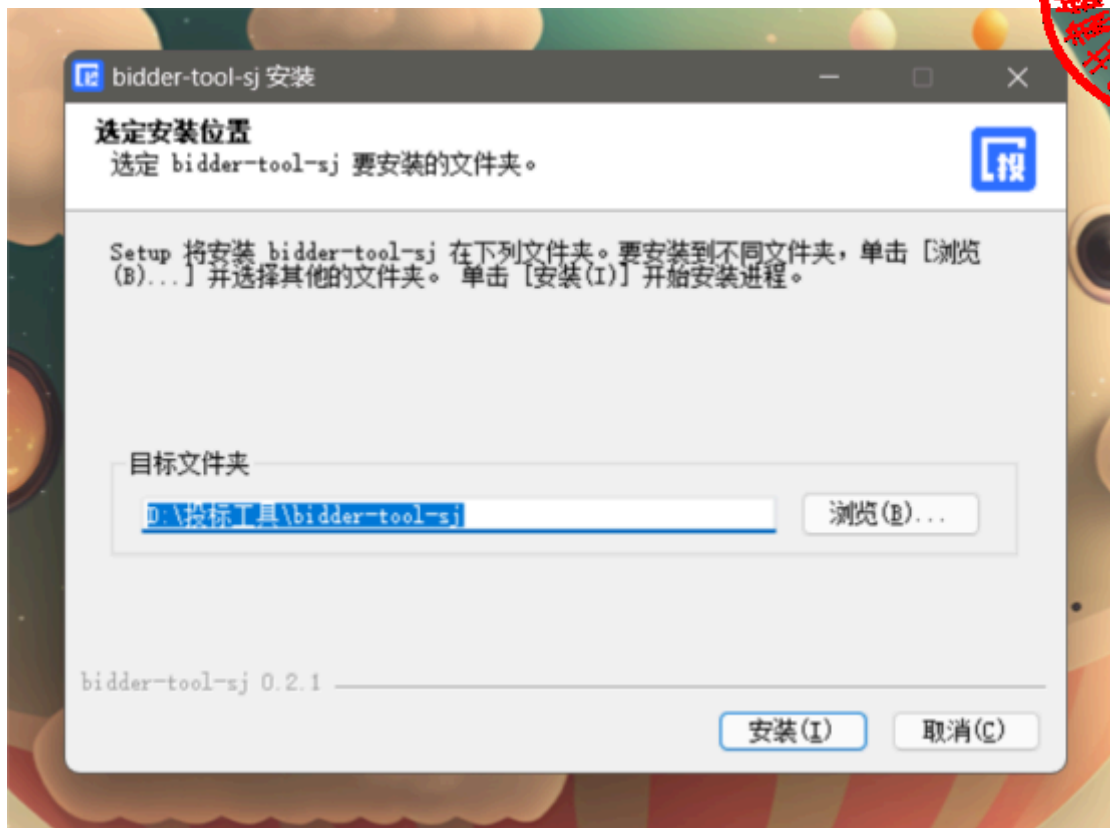 bidder-tool-sj 安装
选定安装位置
选定 bidder-tool-sj 要安装的文件夹。
投
Setup 将安装 bidder-tool-sj 在下列文件夹。要安装到不同文件夹，单击 [浏览
(B)...] 并选择其他的文件夹。 单击 [安装(I)] 开始安装进程。
目标文件夹
D:\投标工具\bidder-tool-sj
浏览(B)...
bidder-tool-sj 0.2.1
安装(I)
取消(C)